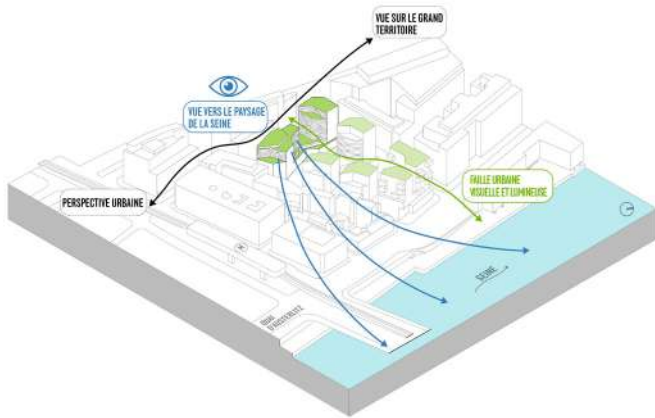 VUE SUR LE GRAND
TERRITOIRE
VUE VERS LE PAYSAGE
DE LA SEINE
PERSPECTIVE URBAINE
FAILLE URBAINE
VISUELLE ET LUMINEUSE
SEINE
QUAI
D'AUSTERLITZ